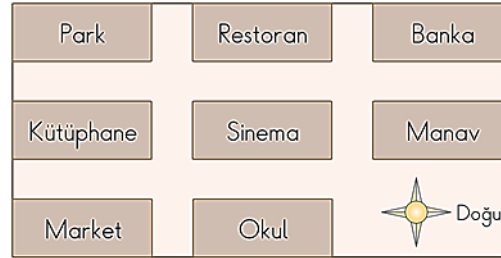 Park Restoran Banka
Kütüphane Sinema Manav
Market Okul Doğu